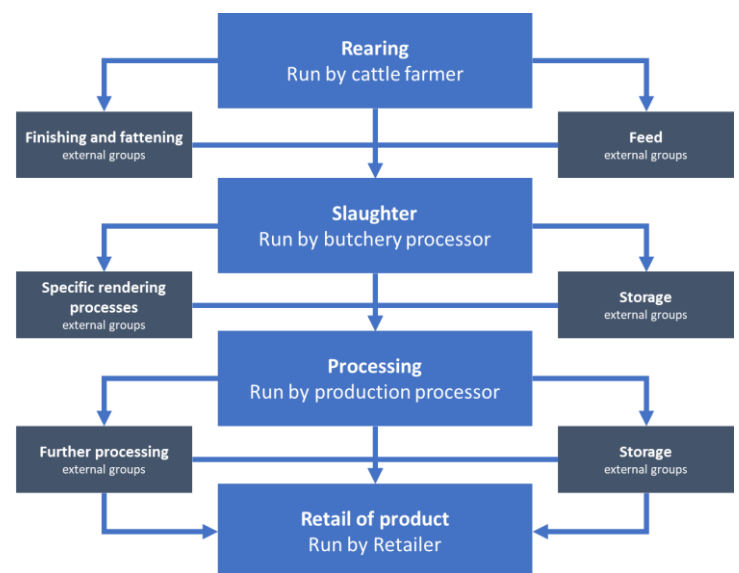 Rearing
Run by cattle farmer
Finishing and fattening
external groups
Feed
external groups
Slaughter
Run by butchery processor
Specific rendering
processes
external groups
Storage
external groups
Processing
Run by production processor
Further processing
external groups
Storage
external groups
Retail of product
Run by Retailer